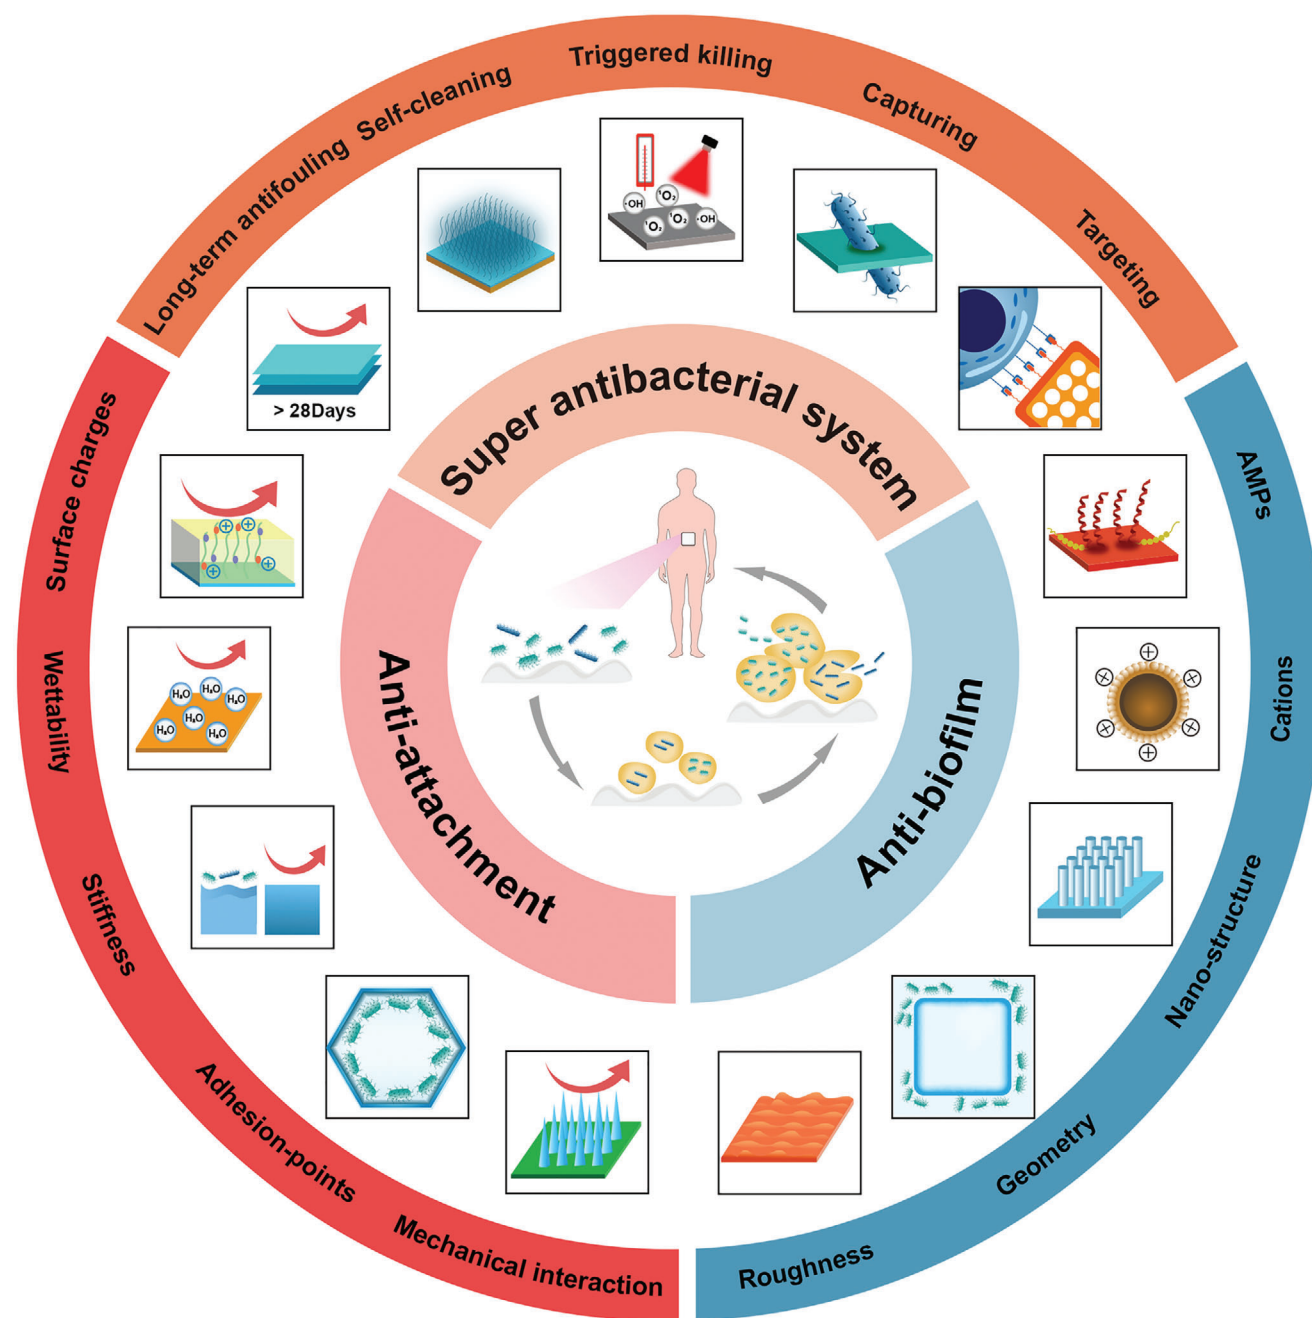 Triggered killing
Self-cleaning
Capturing
Long-term antifouling
Targeting
·OH
¹O₂
¹O₂
·OH
¹O₂
> 28Days
Super antibacterial system
Surface charges
AMPs
+
+
+
+
Wettability
Cations
H₂O
H₂O
H₂O
H₂O
H₂O
H₂O
+
+
+
+
+
+
Anti-attachment
Anti-biofilm
Stiffness
Nano-structure
Adhesion-points
Geometry
Mechanical interaction
Roughness